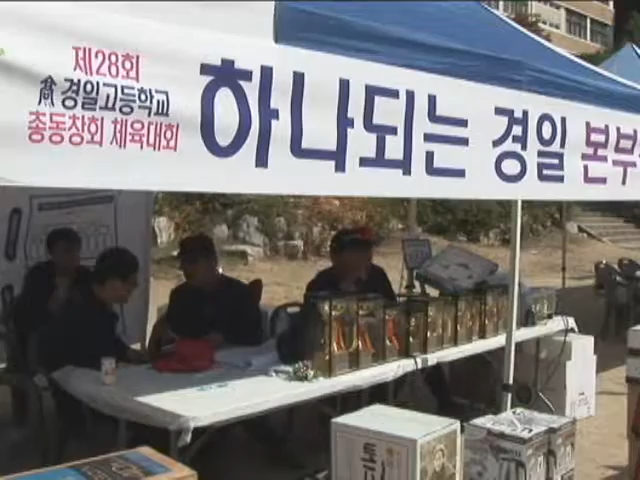 제28회
경일고등학교
총동창회 체육대회
하나되는 경일 본부